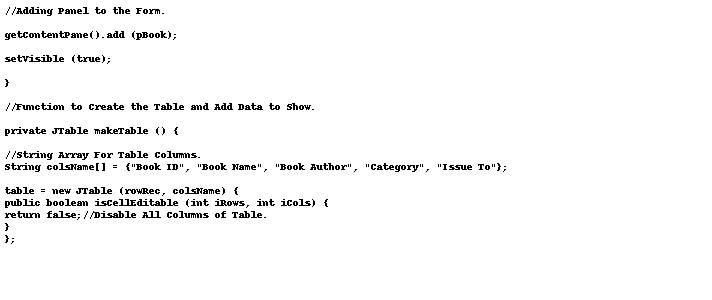 //Adding Panel to the Form.
getContentPane().add (pBook);
setVisible (true);
}
//Function to Create the Table and Add Data to Show.
private JTable makeTable () {
//String Array For Table Columns.
String colsName[] = {"Book ID", "Book Name", "Book Author", "Category", "Issue To"};
table = new JTable (rowRec, colsName) {
public boolean isCellEditable (int iRows, int iCols) {
return false;//Disable All Columns of Table.
}
};